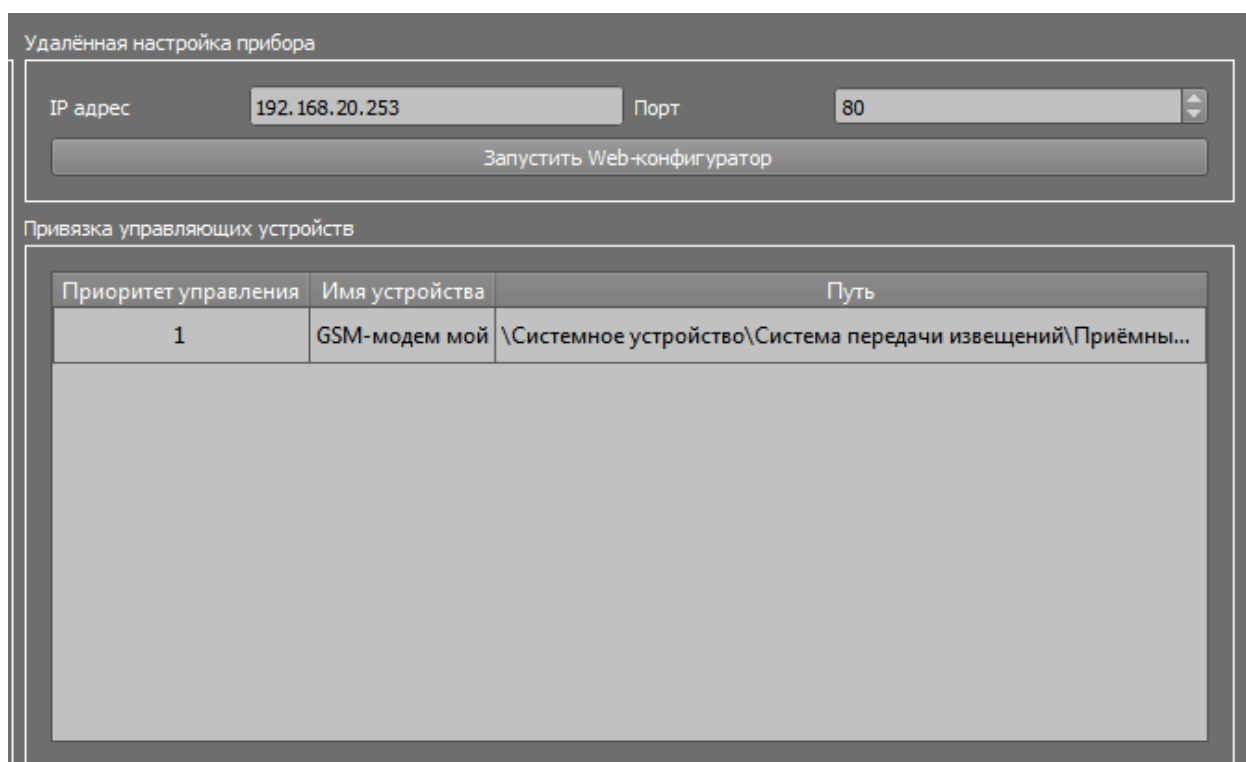 Удалённая настройка прибора
IP адрес 192.168.20.253 Порт 80
Запустить Web-конфигуратор
Привязка управляющих устройств
Приоритет управления Имя устройства Путь
1 GSM-модем мой \Системное устройство\Система передачи извещений\Приёмны...